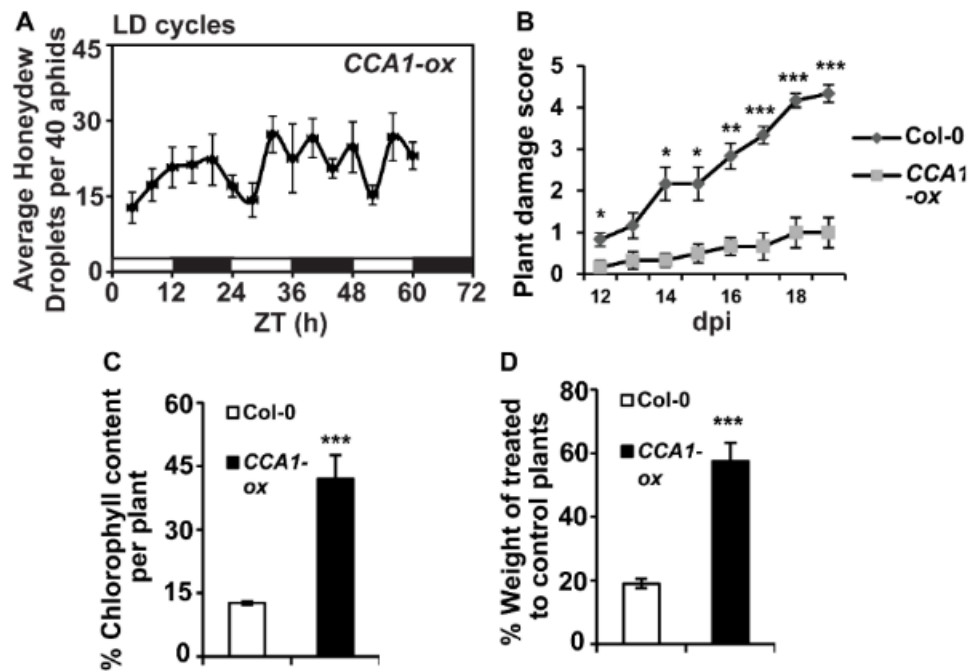 A
LD cycles
CCA1-ox
Average Honeydew
Droplets per 40 aphids
45
30
15
0
0 12 24 36 48 60 72
ZT (h)
B
Plant damage score
5
4
3
2
1
0
* * * ** *** *** ***
12 14 16 18
dpi
Col-0
CCA1
-ox
C
% Chlorophyll content
per plant
60
45
30
15
0
Col-0
CCA1-
ox
***
D
% Weight of treated
to control plants
80
60
40
20
0
Col-0
CCA1-
ox
***